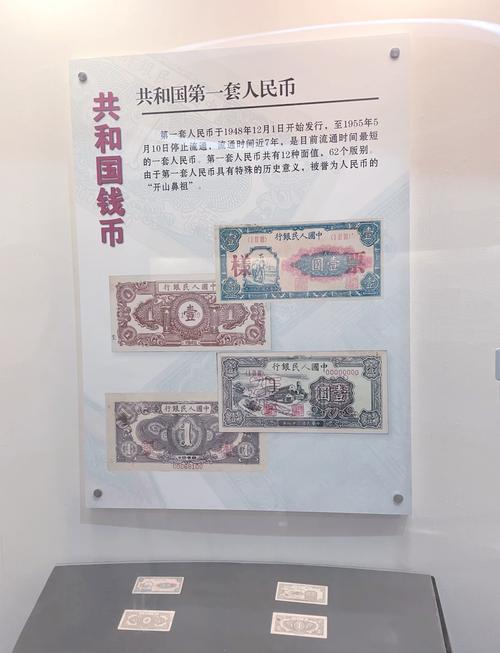 共和国钱币
共和国第一套人民币
第一套人民币于1948年12月1日开始发行，至1955年5
月10日停止流通，流通时间近7年，是目前流通时间最短
的一套人民币。第一套人民币共有12种面值，62个版别。
由于第一套人民币具有特殊的历史意义，被誉为人民币的
“开山鼻祖”。
行銀民人國中
樣 圓壹 票
行銀民人國中
壹
行銀民人國中
00000000
圓壹
行銀民人國中
1